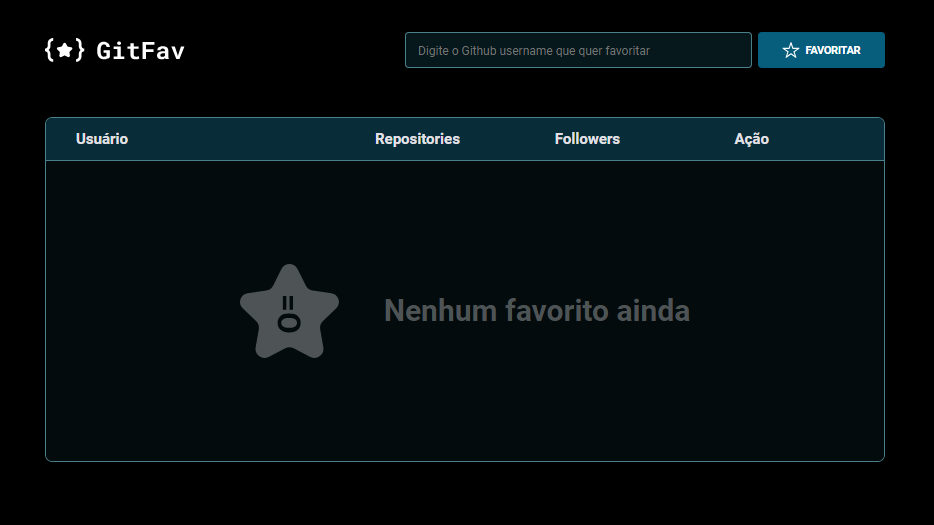 {★} GitFav
Digite o Github username que quer favoritar
FAVORITAR
Usuário Repositories Followers Ação
Nenhum favorito ainda